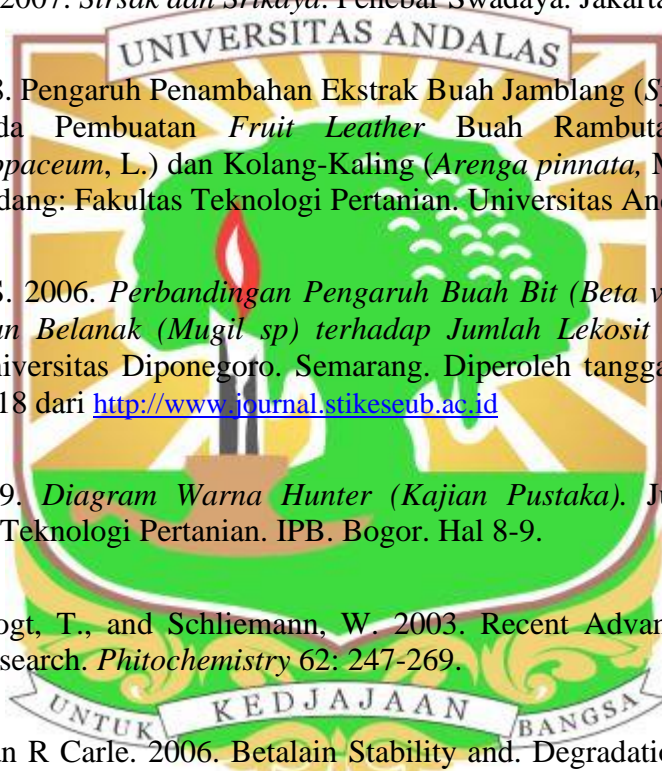 2007. Sirsak dan Srikaya. Penebar Swadaya. Jakarta
UNIVERSITAS ANDALAS
8. Pengaruh Penambahan Ekstrak Buah Jamblang (
da Pembuatan Fruit Leather Buah Rambuta
ppaceum, L.) dan Kolang-Kaling (Arenga pinnata, M
dang: Fakultas Teknologi Pertanian. Universitas An
S. 2006. Perbandingan Pengaruh Buah Bit (Beta v
n Belanak (Mugil sp) terhadap Jumlah Lekosit
niversitas Diponegoro. Semarang. Diperoleh tangga
18 dari http://www.journal.stikeseub.ac.id
9. Diagram Warna Hunter (Kajian Pustaka). Ju
Teknologi Pertanian. IPB. Bogor. Hal 8-9.
ogt, T., and Schliemann, W. 2003. Recent Advan
search. Phitochemistry 62: 247-269.
UNTUK KEDJAJAAN BANGSA
an R Carle. 2006. Betalain Stability and. Degradatio